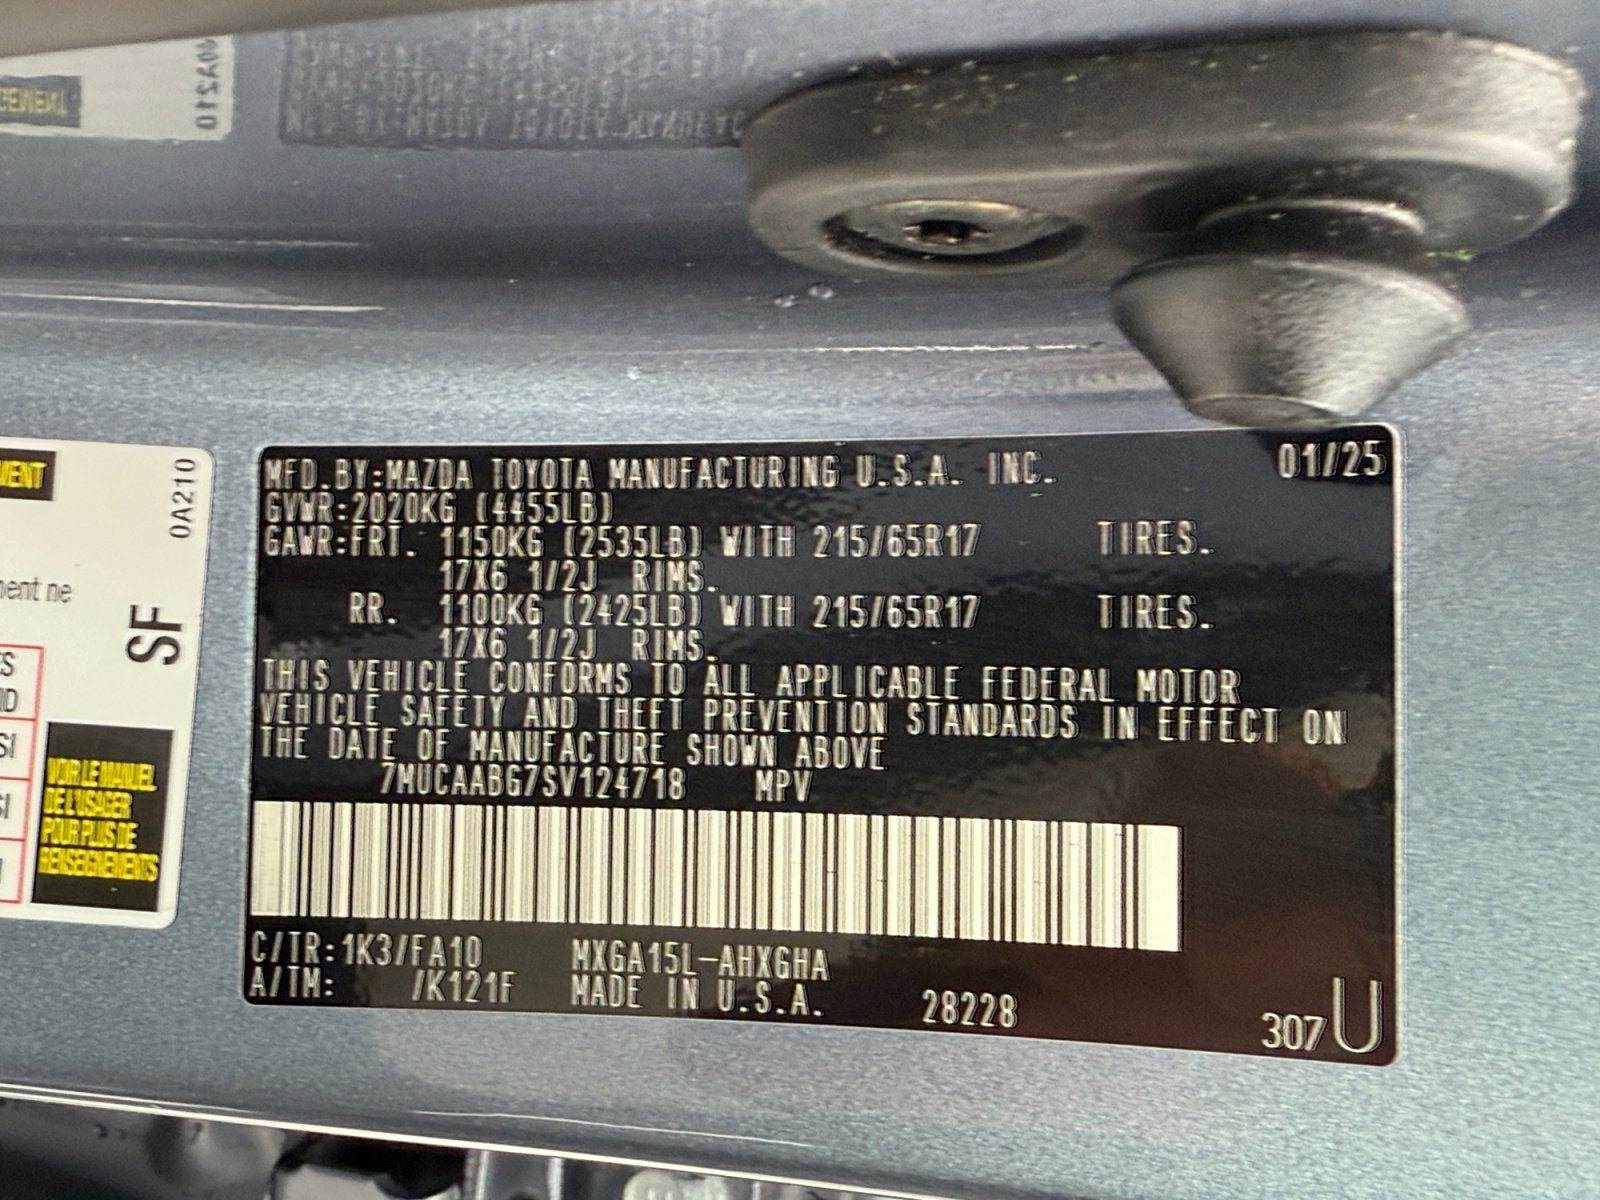 MFD.BY:MAZDA TOYOTA MANUFACTURING U.S.A. INC. 01/25
GVWR:2020KG (4455LB)
GAWR:FRT. 1150KG (2535LB) WITH 215/65R17 TIRES.
17X6 1/2J RIMS.
RR. 1100KG (2425LB) WITH 215/65R17 TIRES.
17X6 1/2J RIMS.
THIS VEHICLE CONFORMS TO ALL APPLICABLE FEDERAL MOTOR
VEHICLE SAFETY AND THEFT PREVENTION STANDARDS IN EFFECT ON
THE DATE OF MANUFACTURE SHOWN ABOVE
7MUCAABG7SV124718 MPV
C/TR:1K3/FA10 MXGA15L-AHXGHA
A/TM: /K121F MADE IN U.S.A. 28228
307U
0A210
ne
SF
VOIR LE MANUEL
DE L'USAGER
POUR PLUS DE
RENSEIGNEMENTS